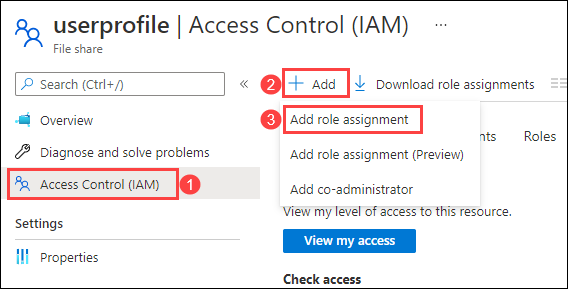 userprofile | Access Control (IAM) ...
File share
Search (Ctrl+/)
«
Overview
Diagnose and solve problems
Access Control (IAM)
1
Settings
Properties
2
Add
Download role assignments
3
Add role assignment
Roles
Add role assignment (Preview)
Add co-administrator
View my level of access to this resource.
View my access
Check access